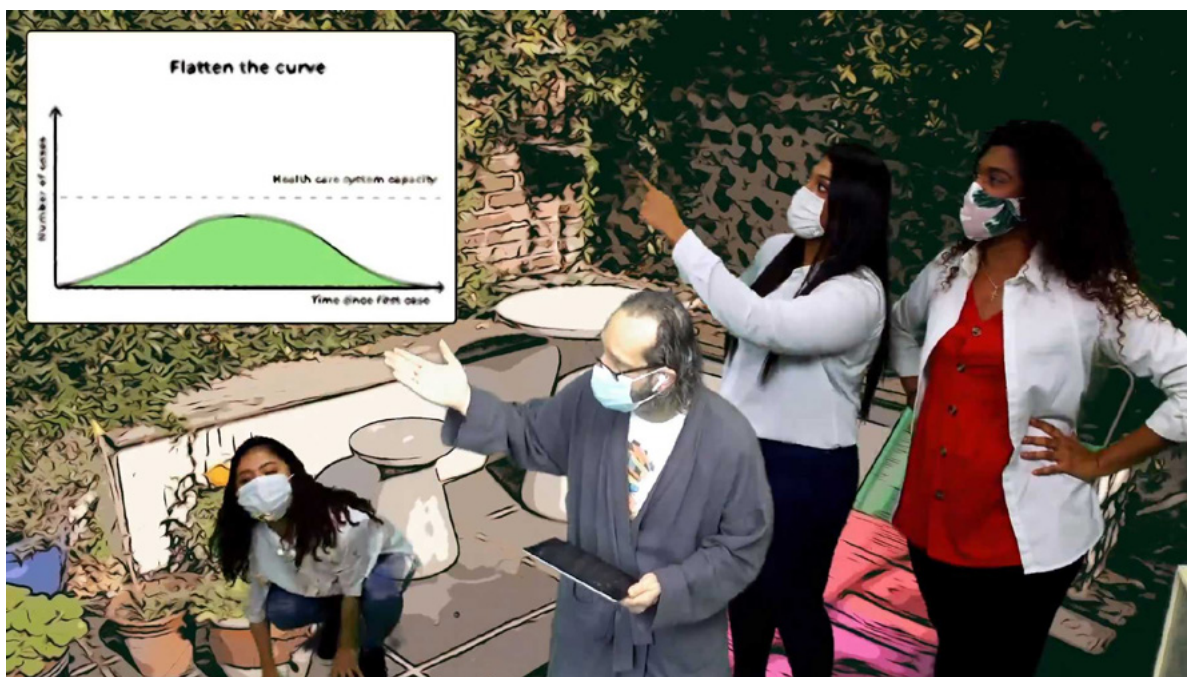 Flatten the curve
Number of cases
Health care system capacity
Time since first case